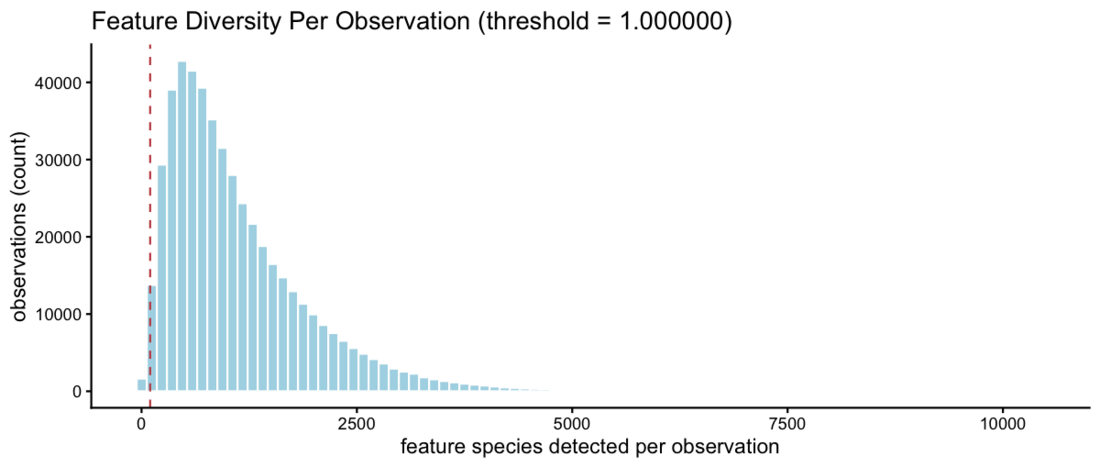 Feature Diversity Per Observation (threshold = 1.000000)
observations (count)
40000
30000
20000
10000
0
0 2500 5000 7500 10000
feature species detected per observation